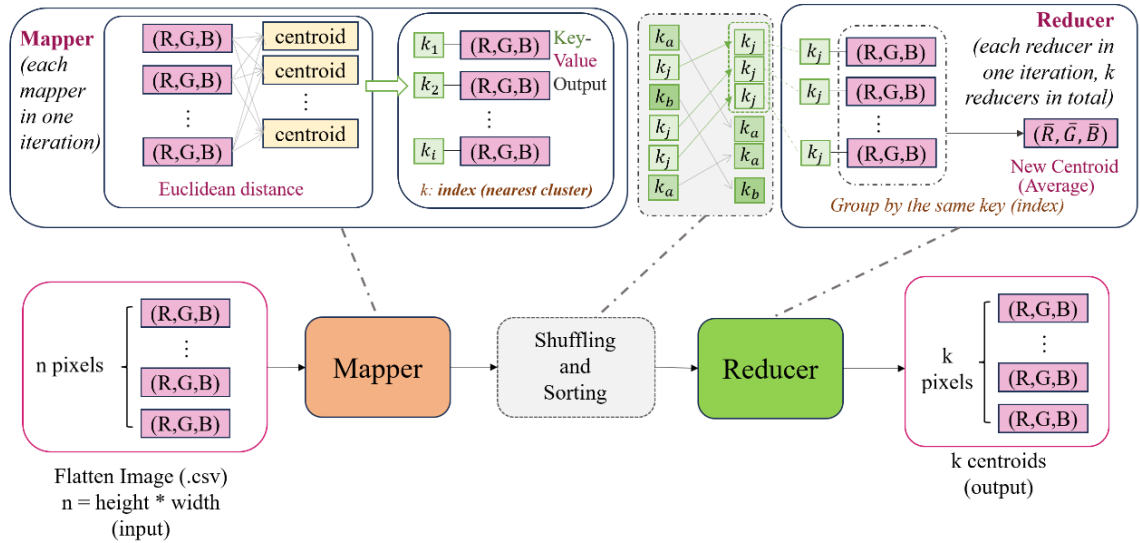 Mapper
(each
mapper
in one
iteration)
(R,G,B)
(R,G,B)
⋮
(R,G,B)
centroid
centroid
⋮
centroid
Euclidean distance
k₁ (R,G,B)
k₂ (R,G,B)
⋮
kᵢ (R,G,B)
Key-
Value
Output
k: index (nearest cluster)
kₐ
kⱼ
k_b
kⱼ
kⱼ
kₐ
kⱼ
kⱼ
kⱼ
kₐ
kₐ
k_b
kⱼ (R,G,B)
kⱼ (R,G,B)
⋮
kⱼ (R,G,B)
Reducer
(each reducer in
one iteration, k
reducers in total)
(R̄, Ḡ, B̄)
New Centroid
(Average)
Group by the same key (index)
n pixels
(R,G,B)
⋮
(R,G,B)
(R,G,B)
Flatten Image (.csv)
n = height * width
(input)
Mapper
Shuffling
and
Sorting
Reducer
k
pixels
(R,G,B)
⋮
(R,G,B)
(R,G,B)
k centroids
(output)